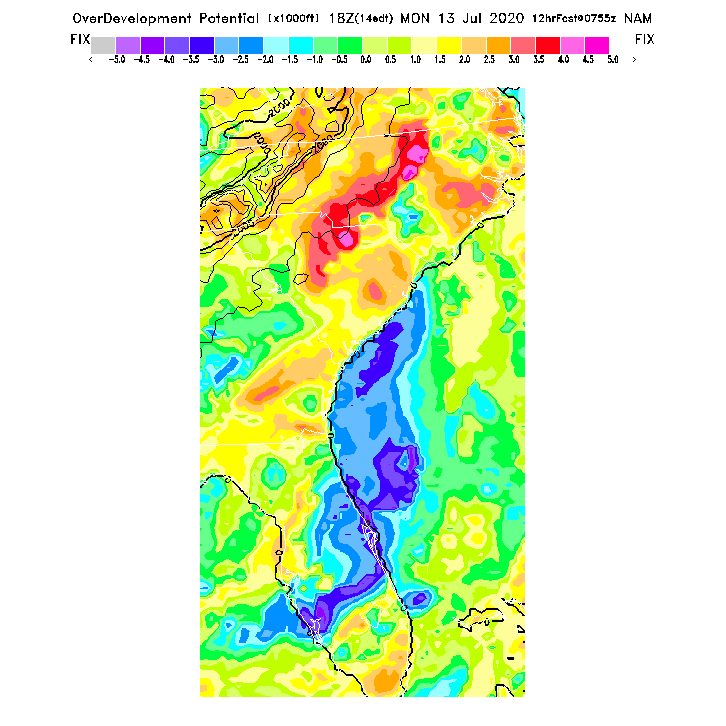 OverDevelopment Potential [x1000ft] 18Z(14edt) MON 13 Jul 2020 12hrFcst@0755z NAM
FIX FIX
< -5.0 -4.5 -4.0 -3.5 -3.0 -2.5 -2.0 -1.5 -1.0 -0.5 0.0 0.5 1.0 1.5 2.0 2.5 3.0 3.5 4.0 4.5 5.0 >
2000
2000